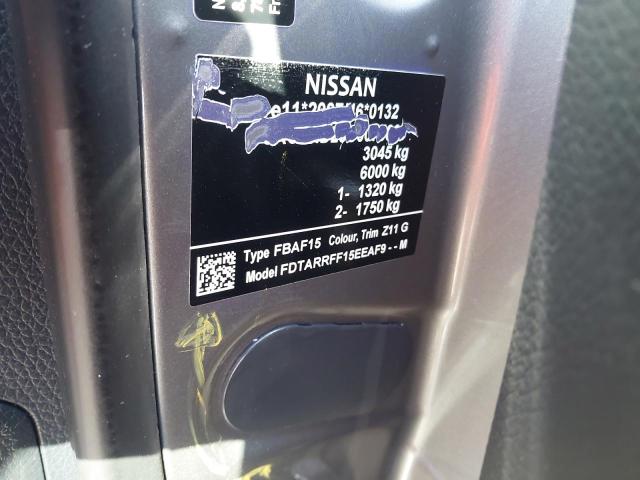 NISSAN
3045 kg
6000 kg
1- 1320 kg
2- 1750 kg
Type FBAF15 Colour, Trim Z11 G
Model FDTARRFF15EEAF9 - - M